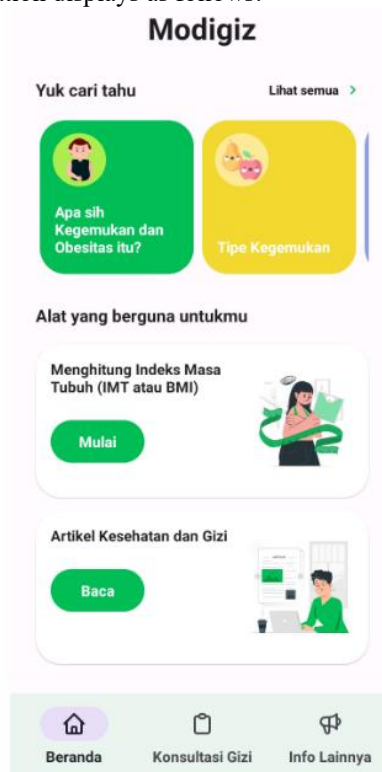 Modigiz
Yuk cari tahu
Lihat semua >
Apa sih
Kegemukan dan
Obesitas itu?
Tipe Kegemukan
Alat yang berguna untukmu
Menghitung Indeks Masa
Tubuh (IMT atau BMI)
Mulai
Artikel Kesehatan dan Gizi
Baca
Beranda
Konsultasi Gizi
Info Lainnya